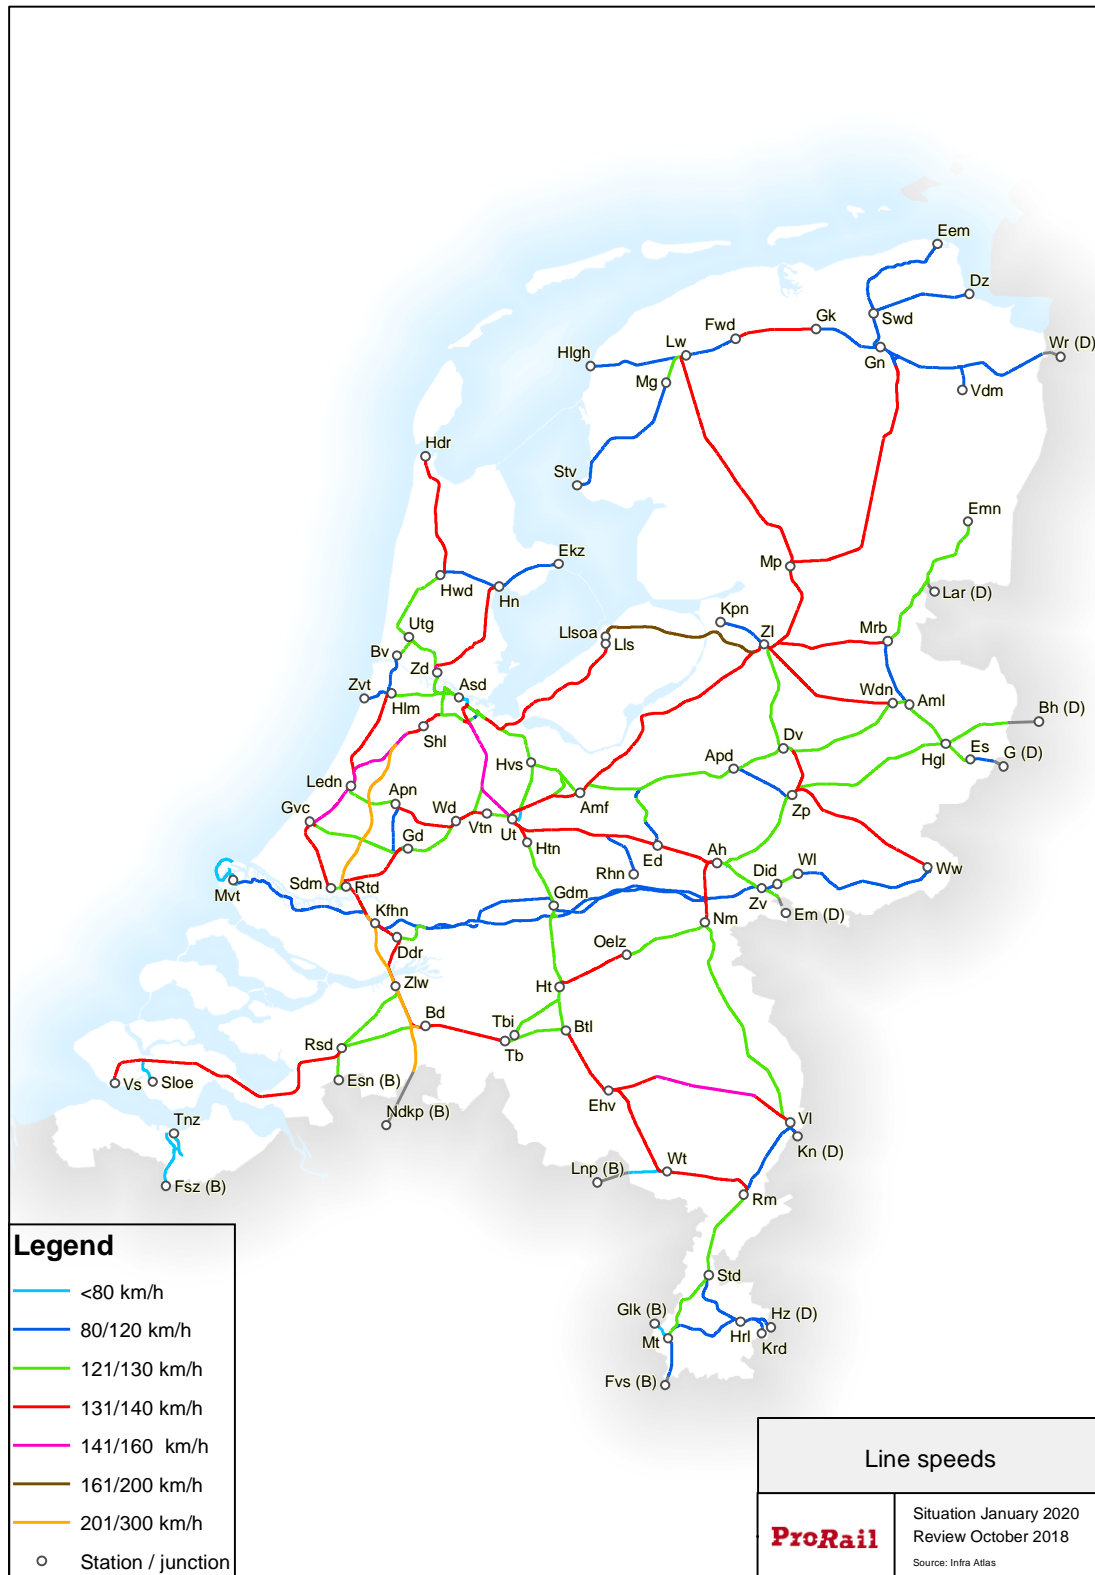 Eem
Dz
Swd
Gk
Fwd
Lw
Hlgh
Mg
Gn
Wr (D)
Vdm
Hdr
Stv
Emn
Ekz
Mp
Hwd
Hn
Lar (D)
Kpn
Utg
Llsoa
Lls
Zl
Mrb
Bv
Zd
Zvt
Asd
Hlm
Wdn
Aml
Bh (D)
Shl
Dv
Hgl
Es
G (D)
Hvs
Apd
Ledn
Apn
Gvc
Wd
Vtn
Ut
Amf
Zp
Gd
Htn
Ed
Ah
Did
Wl
Rhn
Ww
Sdm
Rtd
Mvt
Gdm
Zv
Em (D)
Kfhn
Nm
Ddr
Oelz
Zlw
Ht
Bd
Tbi
Tb
Btl
Rsd
Vs
Sloe
Esn (B)
Ndkp (B)
Ehv
Tnz
Vl
Kn (D)
Fsz (B)
Lnp (B)
Wt
Rm
Std
Glk (B)
Mt
Hrl
Hz (D)
Krd
Fvs (B)
Legend
<80 km/h
80/120 km/h
121/130 km/h
131/140 km/h
141/160 km/h
161/200 km/h
201/300 km/h
Station / junction
Line speeds
ProRail
Situation January 2020
Review October 2018
Source: Infra Atlas